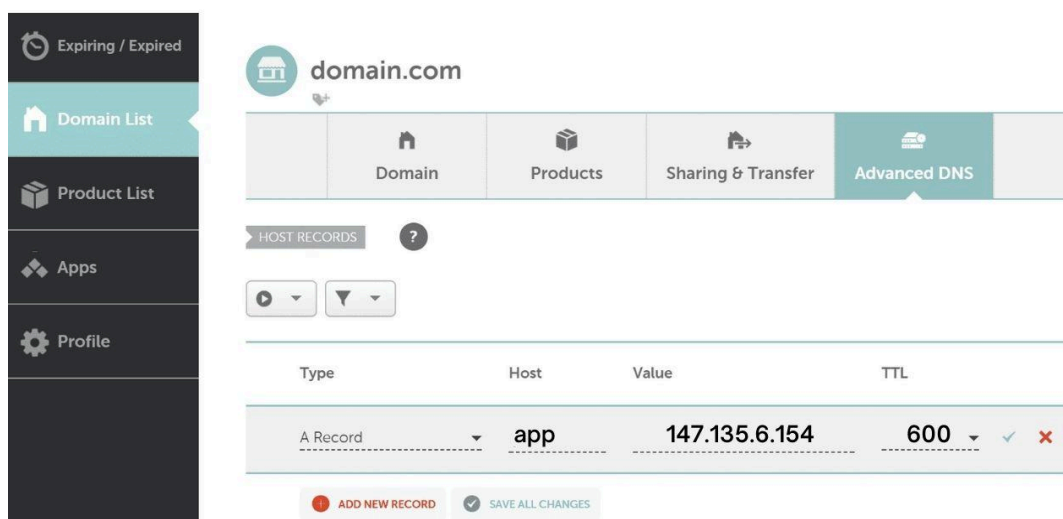 Expiring / Expired
Domain List
Product List
Apps
Profile
domain.com
Domain
Products
Sharing & Transfer
Advanced DNS
HOST RECORDS
?
Type Host Value TTL
A Record app 147.135.6.154 600
ADD NEW RECORD SAVE ALL CHANGES